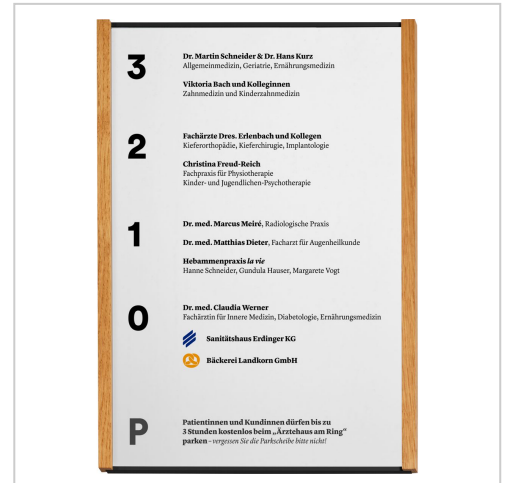 3
Dr. Martin Schneider & Dr. Hans Kurz
Allgemeinmedizin, Geriatrie, Ernährungsmedizin
Viktoria Bach und Kolleginnen
Zahnmedizin und Kinderzahnmedizin
2
Fachärzte Dres. Erlenbach und Kollegen
Kieferorthopädie, Kieferchirugie, Implantologie
Christina Freud-Reich
Fachpraxis für Physiotherapie
Kinder- und Jugendlichen-Psychotherapie
1
Dr. med. Marcus Meiré, Radiologische Praxis
Dr. med. Matthias Dieter, Facharzt für Augenheilkunde
Hebammenpraxis la vie
Hanne Schneider, Gundula Hauser, Margarete Vogt
0
Dr. med. Claudia Werner
Fachärztin für Innere Medizin, Diabetologie, Ernährungsmedizin
Sanitätshaus Erdinger KG
Bäckerei Landkorn GmbH
P
Patientinnen und Kundinnen dürfen bis zu
3 Stunden kostenlos beim „Ärztehaus am Ring“
parken – vergessen Sie die Parkscheibe bitte nicht!